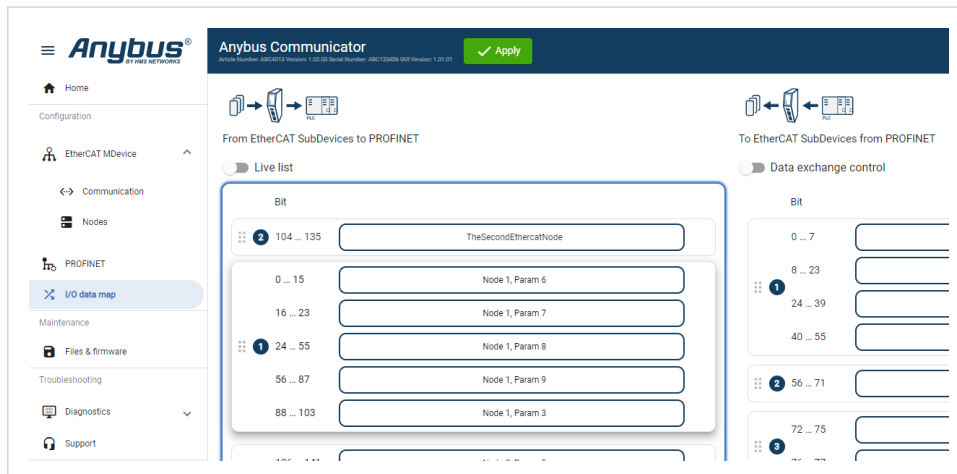 Anybus®
BY HMS NETWORKS
Anybus Communicator
Article Number: ABC4013 Version: 1.02.03 Serial Number: ABC123456 GUI Version: 1.01.01
Apply
Home
Configuration
EtherCAT MDevice
Communication
Nodes
PROFINET
I/O data map
Maintenance
Files & firmware
Troubleshooting
Diagnostics
Support
PLC
From EtherCAT SubDevices to PROFINET
Live list
Bit
2 104 ... 135 TheSecondEthercatNode
0 ... 15 Node 1, Param 6
16 ... 23 Node 1, Param 7
1 24 ... 55 Node 1, Param 8
56 ... 87 Node 1, Param 9
88 ... 103 Node 1, Param 3
PLC
To EtherCAT SubDevices from PROFINET
Data exchange control
Bit
0 ... 7
8 ... 23
1
24 ... 39
40 ... 55
2 56 ... 71
72 ... 75
3